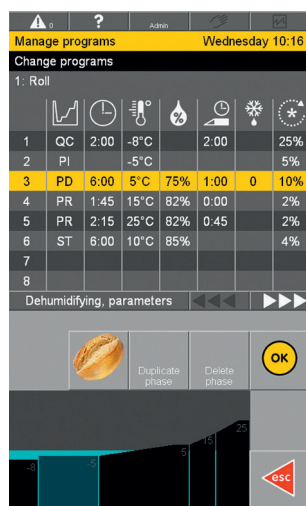 0 ? Admin
Manage programs Wednesday 10:16
Change programs
1: Roll
°C %
1 QC 2:00 -8°C 2:00 25%
2 PI -5°C 5%
3 PD 6:00 5°C 75% 1:00 0 10%
4 PR 1:45 15°C 82% 0:00 2%
5 PR 2:15 25°C 82% 0:45 2%
6 ST 6:00 10°C 85% 4%
7
8
Dehumidifying, parameters
Duplicate phase Delete phase OK
-8 -5 5 15 25
esc